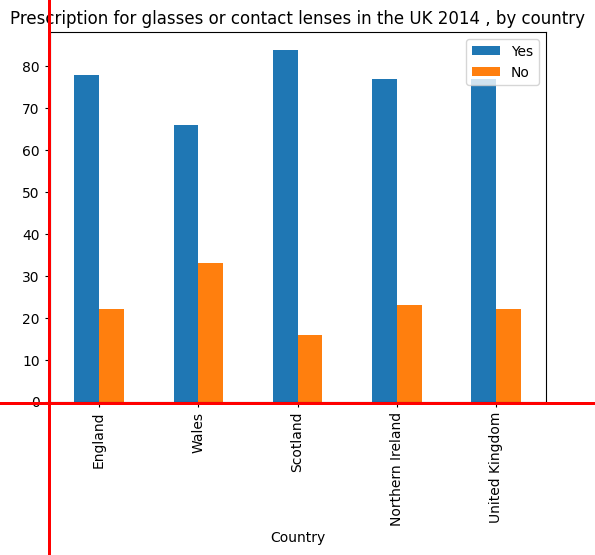 Prescription for glasses or contact lenses in the UK 2014 , by country
Yes
No
80
70
60
50
40
30
20
10
0
England
Wales
Scotland
Northern Ireland
United Kingdom
Country